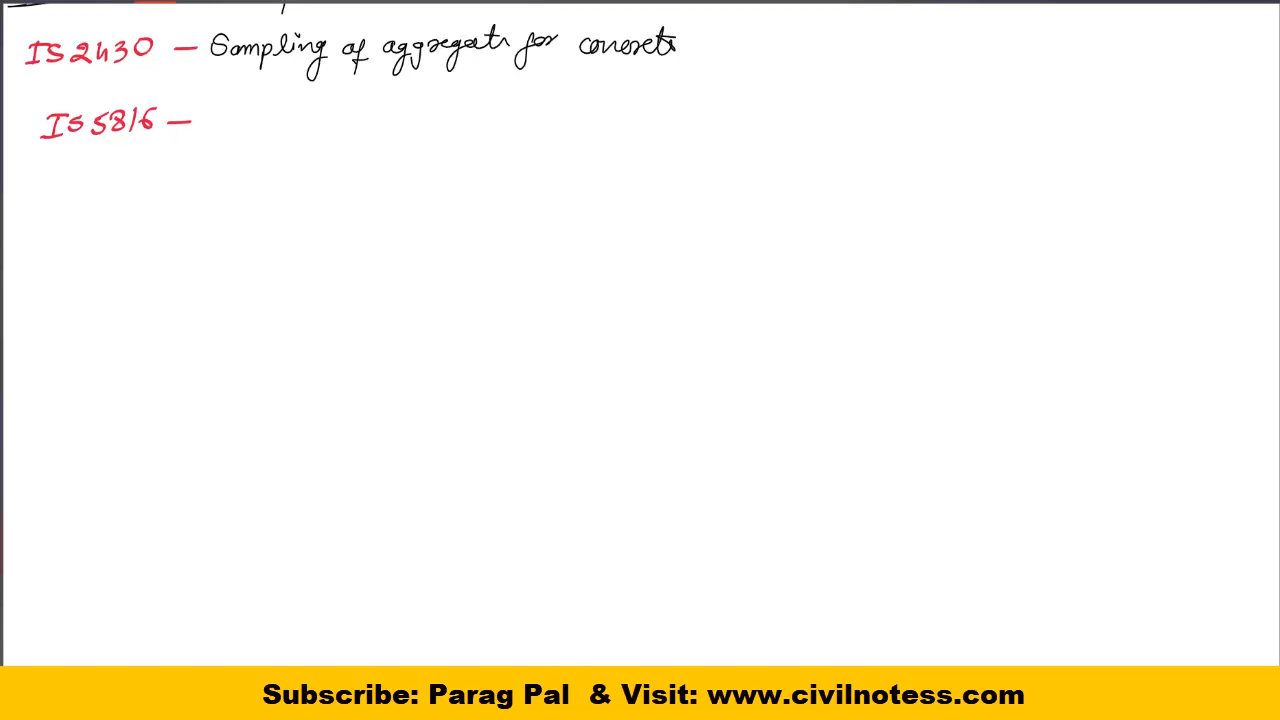 IS 2430 — Sampling of aggregate for concrete
IS 5816 —
Subscribe: Parag Pal & Visit: www.civilnotess.com